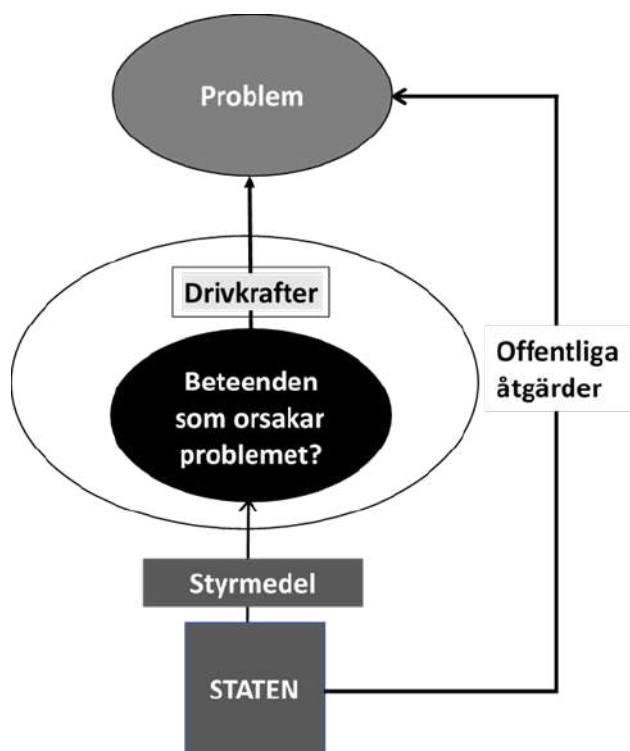 Problem
Drivkrafter
Beteenden
som orsakar
problemet?
Offentliga
åtgärder
Styrmedel
STATEN